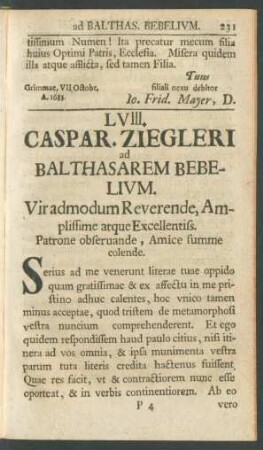 ad BALTHAS. BEBELIVM. 231
tissimum Numen! Ita precatur mecum filia
huius Optimi Patris, Ecclesia. Misera quidem
illa atque afflicta, sed tamen Filia.
Tuus
Grimmae, VII Octobr. filiali nexu debitor
A. 1683. Io. Frid. Mayer, D.
LVIII.
CASPAR. ZIEGLERI
ad
BALTHASAREM BEBE-
LIVM.
Vir admodum Reverende, Am-
plissime atque Excellentiss.
Patrone obseruande, Amice summe
colende.
Serius ad me venerunt literae tuae oppido
quam gratissimae & ex affectu in me pri-
stino adhuc calentes, hoc vnico tamen
minus acceptae, quod tristem de metamorphosi
vestra nuncium comprehenderent. Et ego
quidem respondissem haud paulo citius, nisi iti-
nera ad vos omnia, & ipsa munimenta vestra
parum tuta literis credita hactenus fuissent.
Quae res facit, vt & contractiorem nunc esse
oporteat, & in verbis continentiorem. Ab eo
P 4 vero